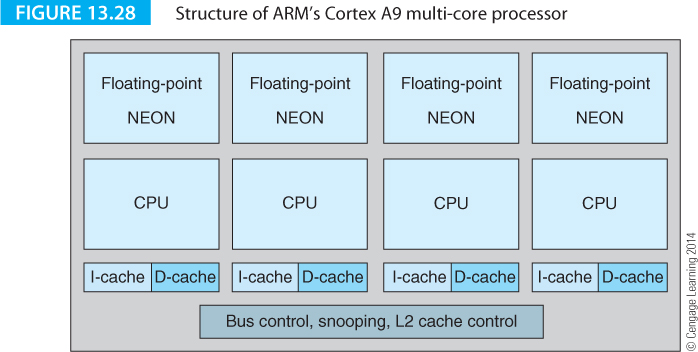 FIGURE 13.28 Structure of ARM's Cortex A9 multi-core processor
Floating-point Floating-point Floating-point Floating-point
NEON NEON NEON NEON
CPU CPU CPU CPU
I-cache D-cache I-cache D-cache I-cache D-cache I-cache D-cache
Bus control, snooping, L2 cache control
© Cengage Learning 2014